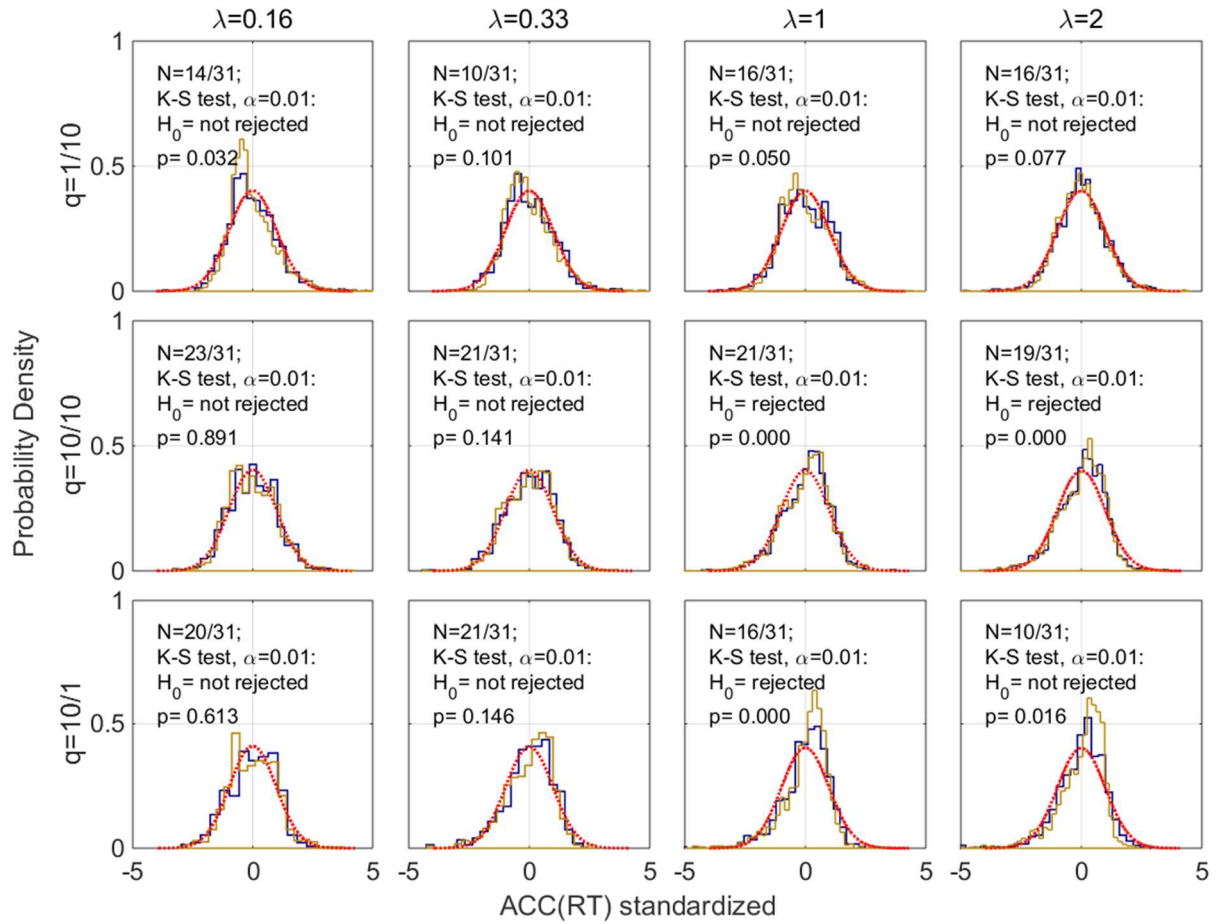 λ=0.16
λ=0.33
λ=1
λ=2
q=1/10
1
0.5
0
N=14/31;
K-S test, α=0.01:
H0= not rejected
p= 0.032
N=10/31;
K-S test, α=0.01:
H0= not rejected
p= 0.101
N=16/31;
K-S test, α=0.01:
H0= not rejected
p= 0.050
N=16/31;
K-S test, α=0.01:
H0= not rejected
p= 0.077
Probability Density
q=10/10
1
0.5
0
N=23/31;
K-S test, α=0.01:
H0= not rejected
p= 0.891
N=21/31;
K-S test, α=0.01:
H0= not rejected
p= 0.141
N=21/31;
K-S test, α=0.01:
H0= rejected
p= 0.000
N=19/31;
K-S test, α=0.01:
H0= rejected
p= 0.000
q=10/1
1
0.5
0
N=20/31;
K-S test, α=0.01:
H0= not rejected
p= 0.613
N=21/31;
K-S test, α=0.01:
H0= not rejected
p= 0.146
N=16/31;
K-S test, α=0.01:
H0= rejected
p= 0.000
N=10/31;
K-S test, α=0.01:
H0= not rejected
p= 0.016
-5 0 5
0 5
-5 0 5
-5 0 5
ACC(RT) standardized